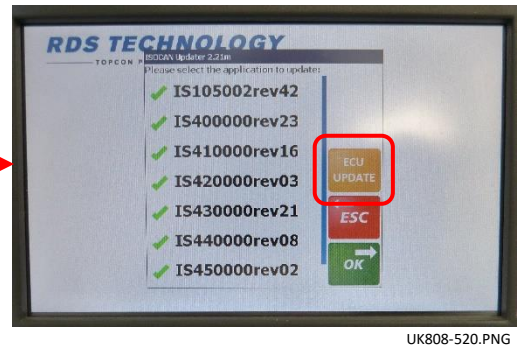 RDS TECHNOLOGY
TOPCON P
ISOCAN Updater 2.21m
Please select the application to update:
IS105002rev42
IS400000rev23
IS410000rev16
IS420000rev03
IS430000rev21
IS440000rev08
IS450000rev02
ECU
UPDATE
ESC
OK
UK808-520.PNG